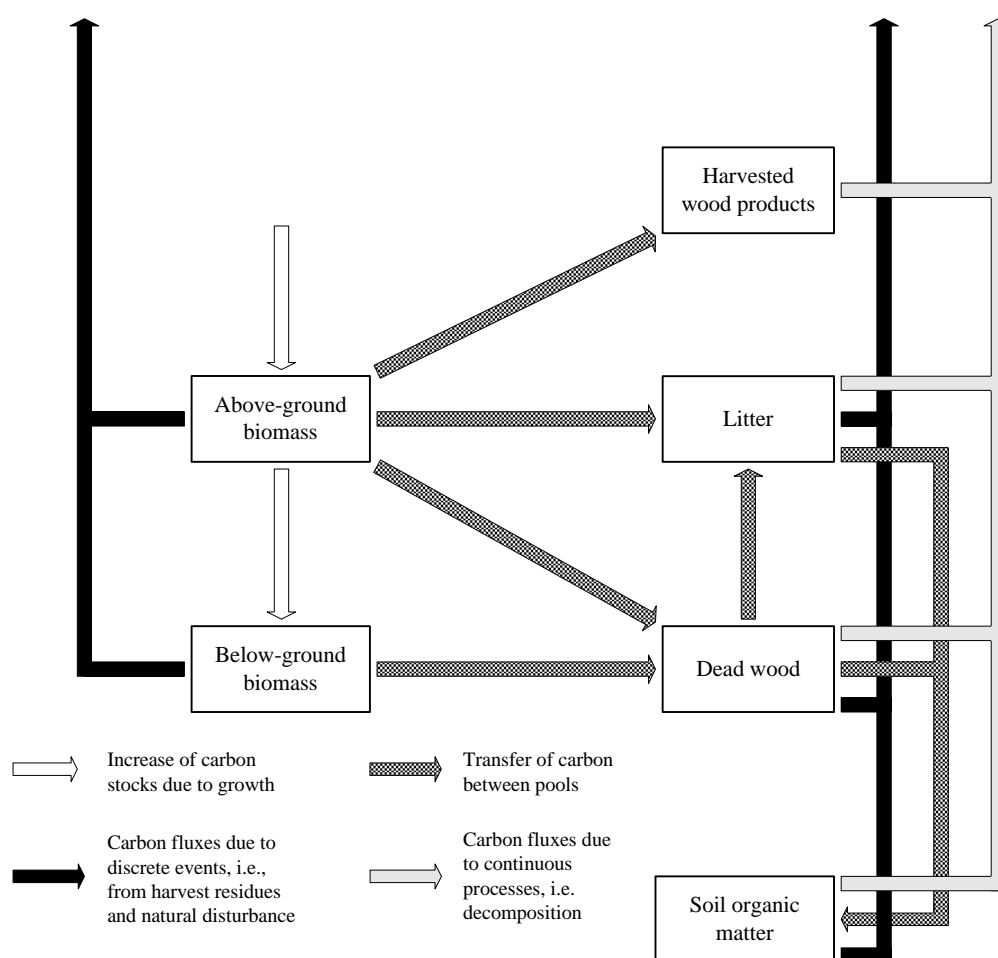 Harvested
wood products
Above-ground
biomass
Litter
Below-ground
biomass
Dead wood
Increase of carbon
stocks due to growth
Transfer of carbon
between pools
Carbon fluxes due to
discrete events, i.e.,
from harvest residues
and natural disturbance
Carbon fluxes due
to continuous
processes, i.e.
decomposition
Soil organic
matter